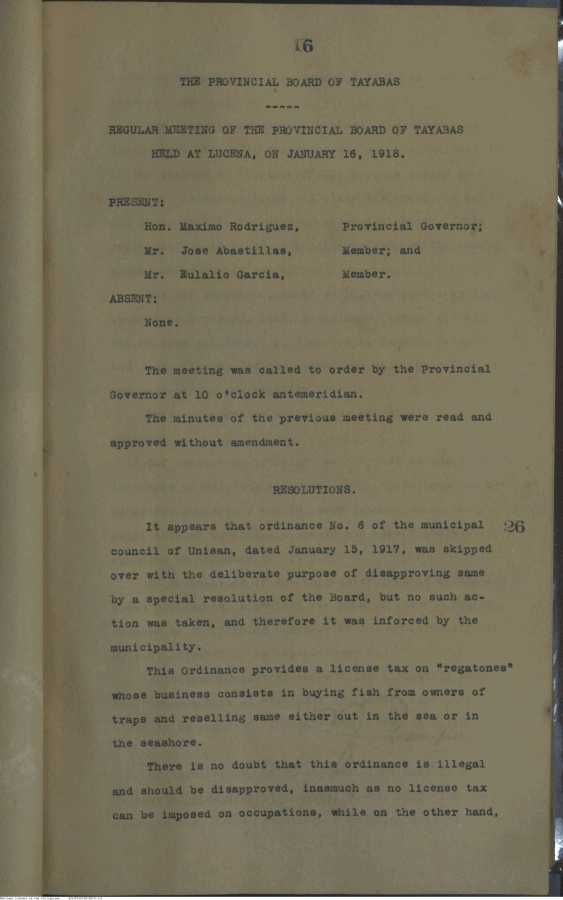 16
THE PROVINCIAL BOARD OF TAYABAS
-----
REGULAR MEETING OF THE PROVINCIAL BOARD OF TAYABAS
HELD AT LUCENA, ON JANUARY 16, 1918.
PRESENT:
Hon. Maximo Rodriguez, Provincial Governor;
Mr. Jose Abastillas, Member; and
Mr. Eulalio Garcia, Member.
ABSENT:
None.
The meeting was called to order by the Provincial
Governor at 10 o'clock antemeridian.
The minutes of the previous meeting were read and
approved without amendment.
RESOLUTIONS.
It appears that ordinance No. 6 of the municipal 26
council of Unisan, dated January 15, 1917, was skipped
over with the deliberate purpose of disapproving same
by a special resolution of the Board, but no such ac-
tion was taken, and therefore it was inforced by the
municipality.
This Ordinance provides a license tax on "regatones"
whose business consists in buying fish from owners of
traps and reselling same either out in the sea or in
the seashore.
There is no doubt that this ordinance is illegal
and should be disapproved, inasmuch as no license tax
can be imposed on occupations, while on the other hand,
National Library of the Philippines